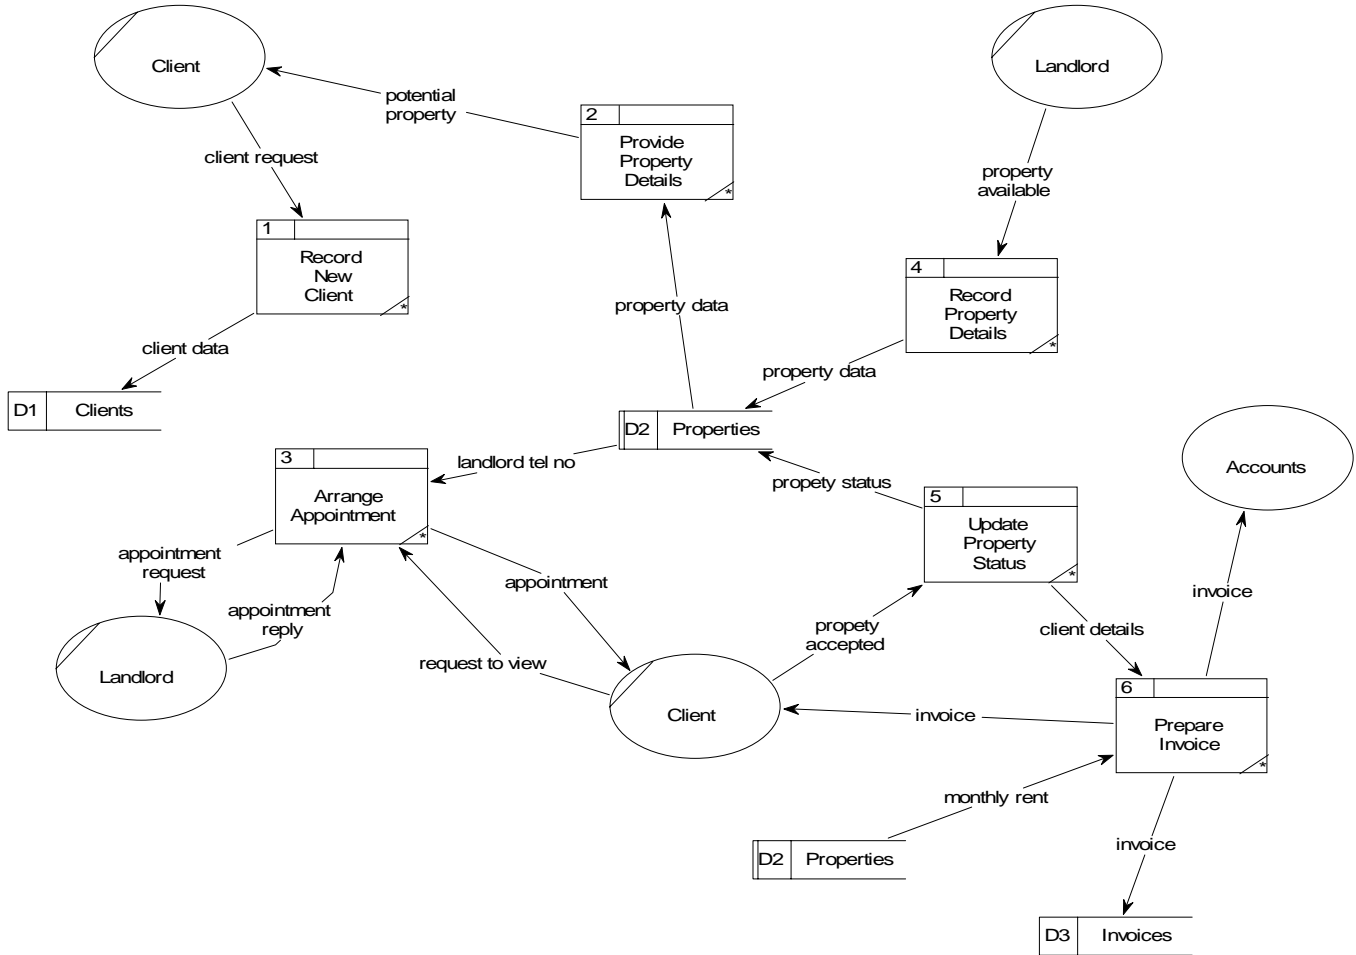 Client
Landlord
potential
property
2
Provide
Property
Details
*
client request
property
available
1
Record
New
Client
*
4
Record
Property
Details
*
property data
client data
property data
D1 Clients
D2 Properties
Accounts
3
Arrange
Appointment
*
landlord tel no
propety status
5
Update
Property
Status
*
appointment
request
appointment
invoice
appointment
reply
propety
accepted
client details
request to view
Landlord
Client
6
Prepare
Invoice
*
invoice
monthly rent
invoice
D2 Properties
D3 Invoices